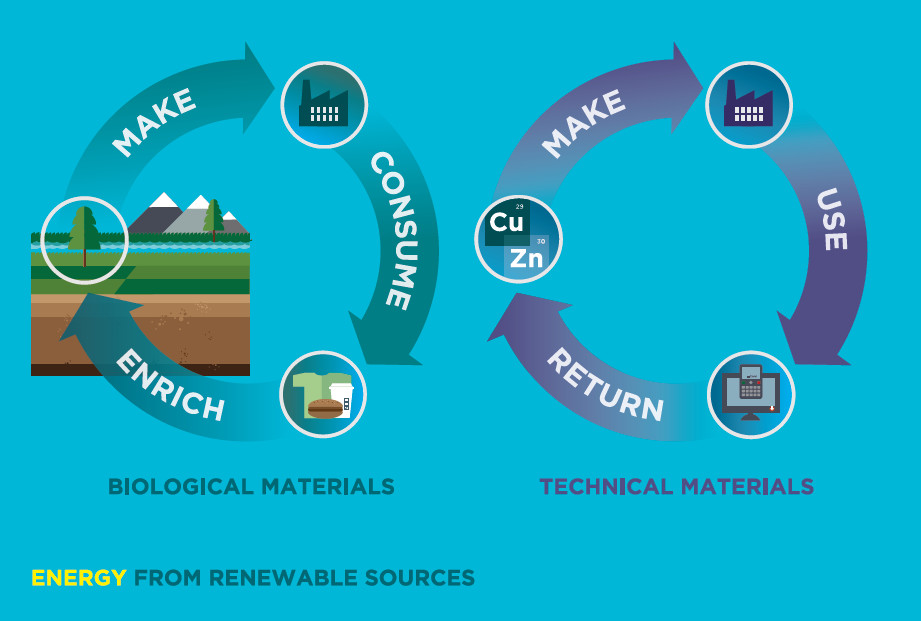 MAKE
CONSUME
ENRICH
BIOLOGICAL MATERIALS
MAKE
USE
RETURN
29
Cu
30
Zn
TECHNICAL MATERIALS
ENERGY FROM RENEWABLE SOURCES